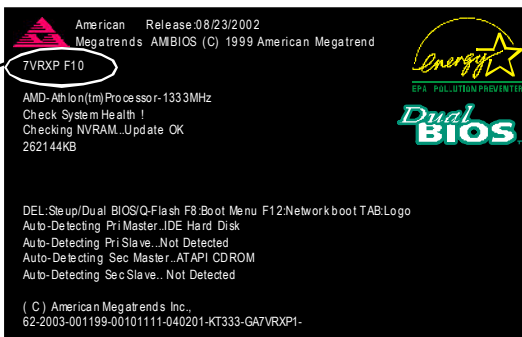 American Release:08/23/2002
Megatrends AMIBIOS (C) 1999 American Megatrend
7VRXP F10
energy
EPA POLLUTION PREVENTER
AMD-Athlon(tm)Processor-1333MHz
Check System Health !
Checking NVRAM...Update OK
262144KB
Dual
BIOS
DEL:Steup/Dual BIOS/Q-Flash F8:Boot Menu F12:Network boot TAB:Logo
Auto-Detecting Pri Master..IDE Hard Disk
Auto-Detecting Pri Slave...Not Detected
Auto-Detecting Sec Master..ATAPI CDROM
Auto-Detecting Sec Slave.. Not Detected
( C ) American Megatrends Inc.,
62-2003-001199-00101111-040201-KT333-GA7VRXP1-